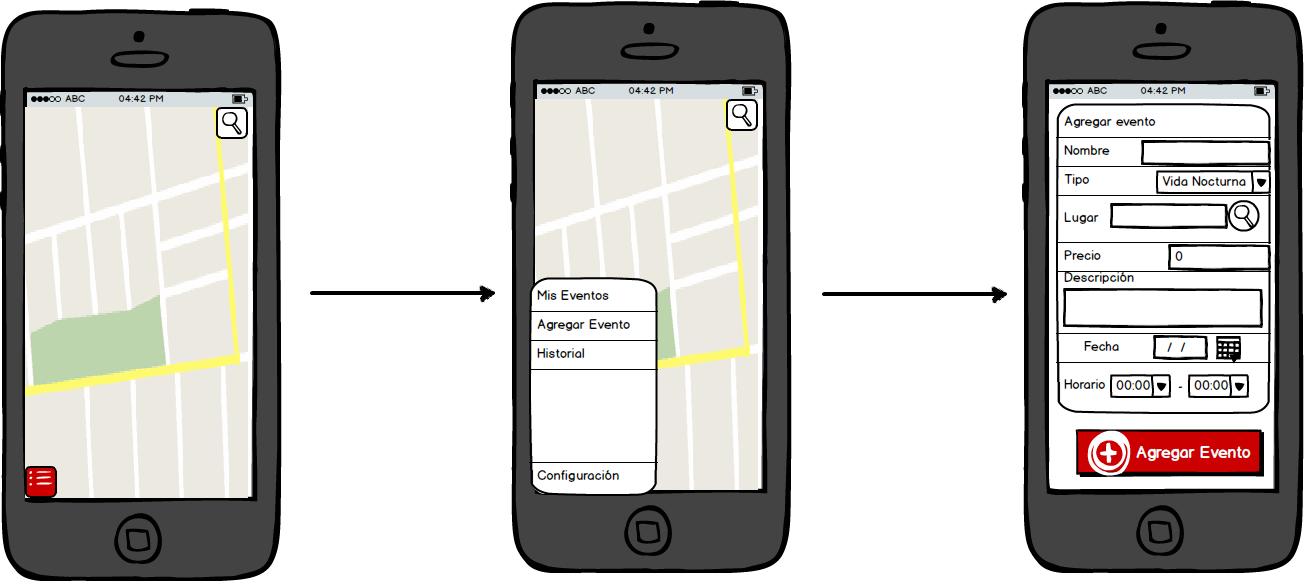 ABC 04:42 PM
ABC 04:42 PM
Mis Eventos
Agregar Evento
Historial
Configuración
ABC 04:42 PM
Agregar evento
Nombre
Tipo Vida Nocturna
Lugar
Precio 0
Descripción
Fecha / /
Horario 00:00 - 00:00
Agregar Evento